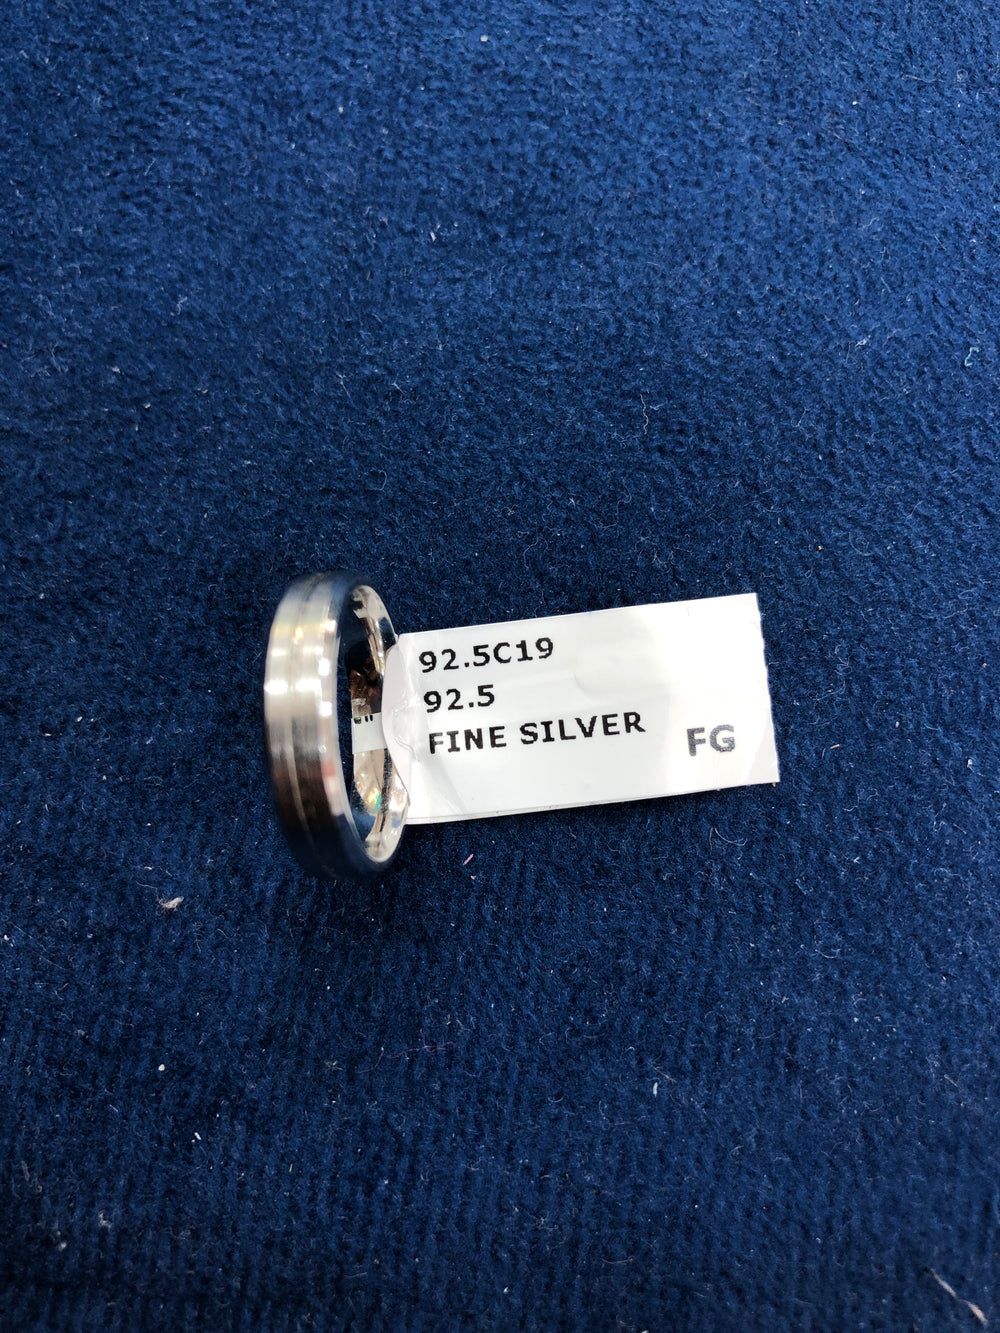 92.5C19
92.5
FINE SILVER
FG